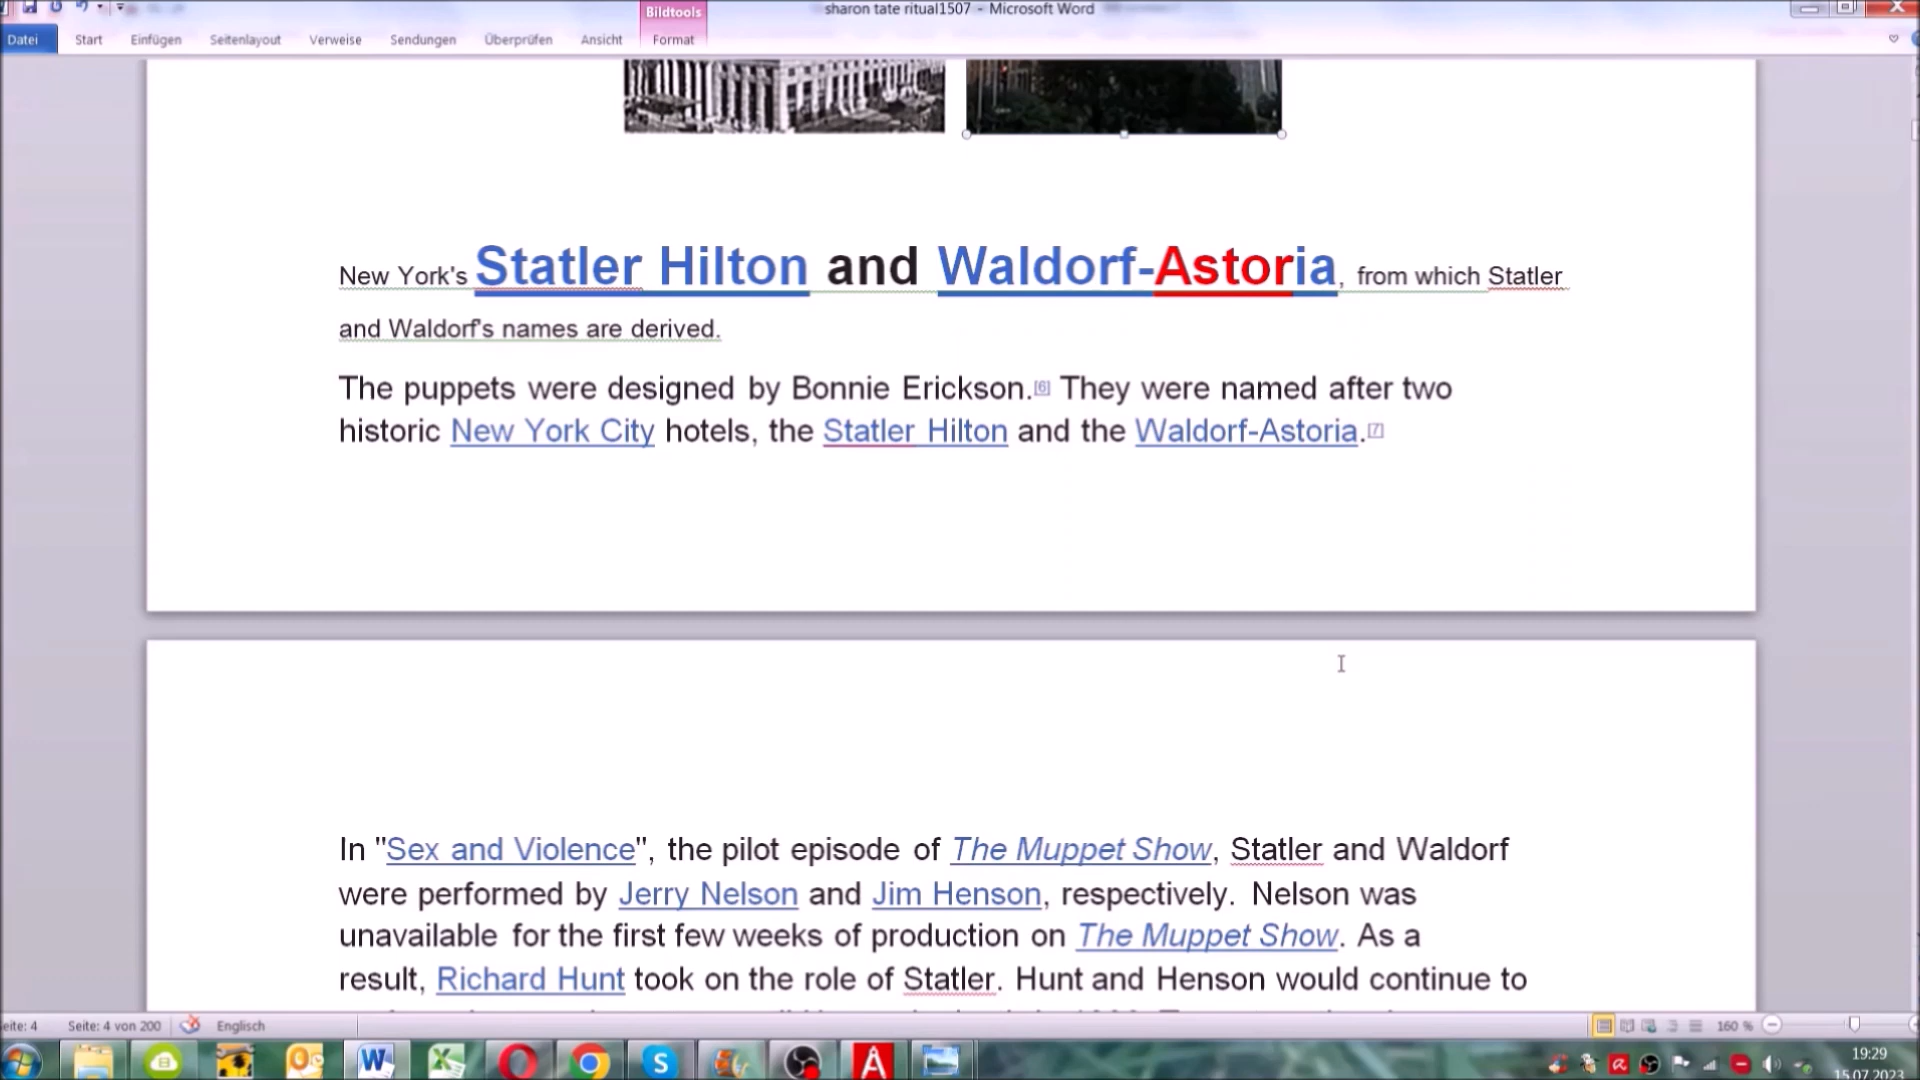 sharon tate ritual1507 - Microsoft Word
Bildtools
Datei Start Einfügen Seitenlayout Verweise Sendungen Überprüfen Ansicht Format
New York's Statler Hilton and Waldorf-Astoria, from which Statler
and Waldorf's names are derived.
The puppets were designed by Bonnie Erickson.[6] They were named after two
historic New York City hotels, the Statler Hilton and the Waldorf-Astoria.[7]
In "Sex and Violence", the pilot episode of The Muppet Show, Statler and Waldorf
were performed by Jerry Nelson and Jim Henson, respectively. Nelson was
unavailable for the first few weeks of production on The Muppet Show. As a
result, Richard Hunt took on the role of Statler. Hunt and Henson would continue to
eite: 4 Seite: 4 von 200 Englisch 160 %
19:29
15.07.2023